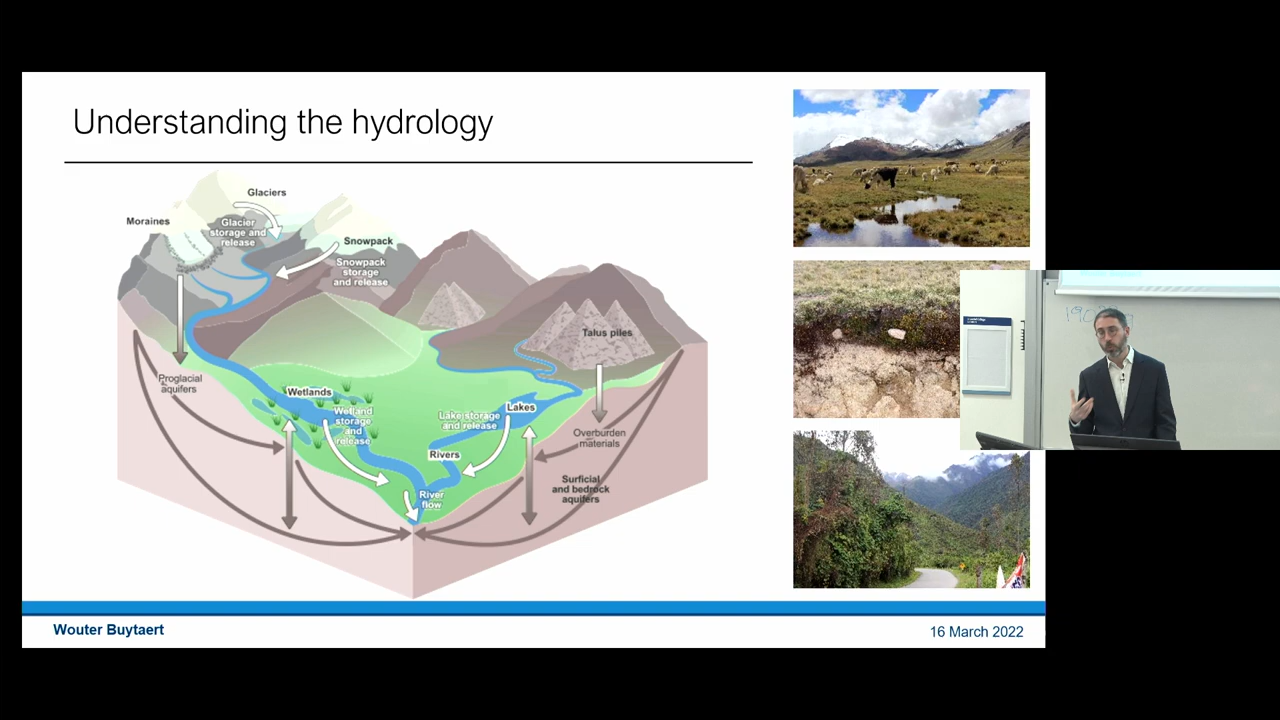 Understanding the hydrology
Glaciers
Moraines
Glacier
storage and
release
Snowpack
Snowpack
storage
and release
Talus piles
Proglacial
aquifers
Wetlands
Wetland
storage
and
release
Lakes
Lake storage
and release
Rivers
Overburden
materials
River
flow
Surficial
and bedrock
aquifers
Wouter Buytaert
16 March 2022